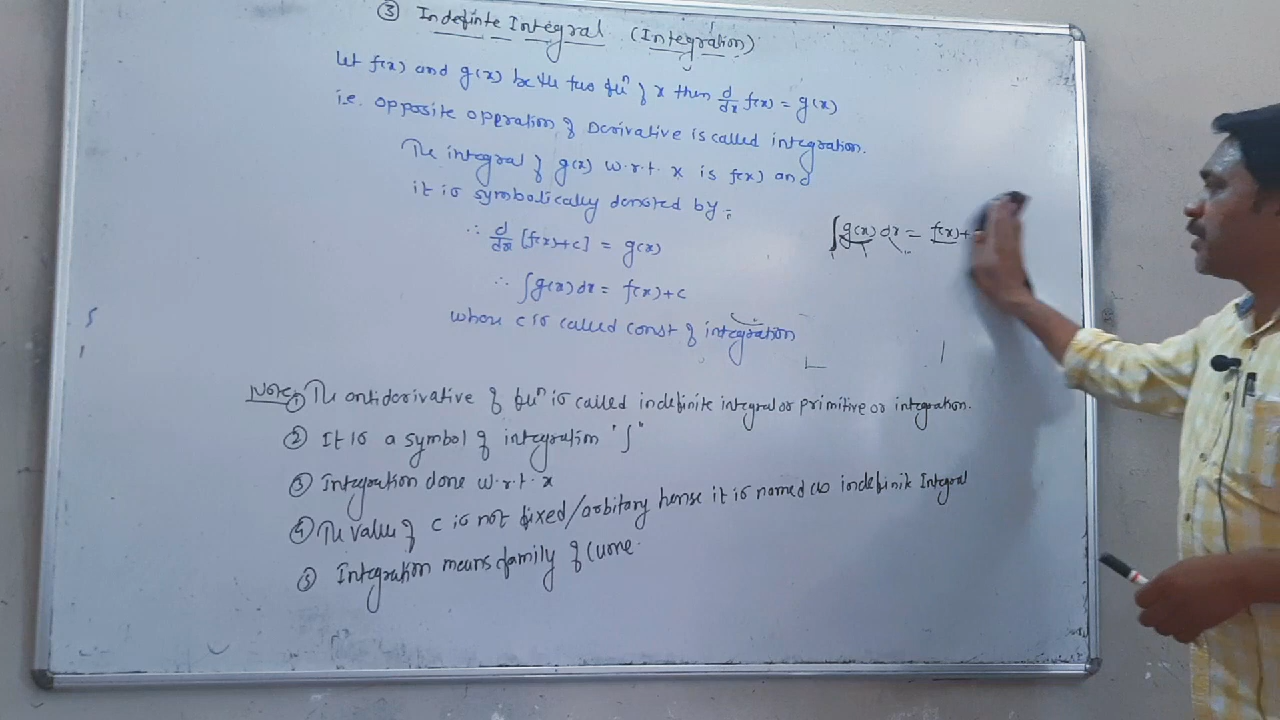 ③ Indefinte Integral (Integration)
Let f(x) and g(x) be the two fuⁿ of x then d/dx f(x) = g(x)
i.e. opposite opration of Derivative is called integration.
The integral of g(x) w.r.t. x is f(x) and
it is symbolically denoted by :
∴ d/dx [f(x)+c] = g(x)
∫g(x) dx = f(x)+
∴ ∫g(x) dx = f(x)+c
where c is called const of integration
Note ① The antiderivative of fuⁿ is called indefinite integral or primitive or integration.
② It is a symbol of integration "∫"
③ Integration done w.r.t. x
④ The value of c is not fixed/orbitory hense it is named as indefinite Integral
⑤ Integration means family of curve.